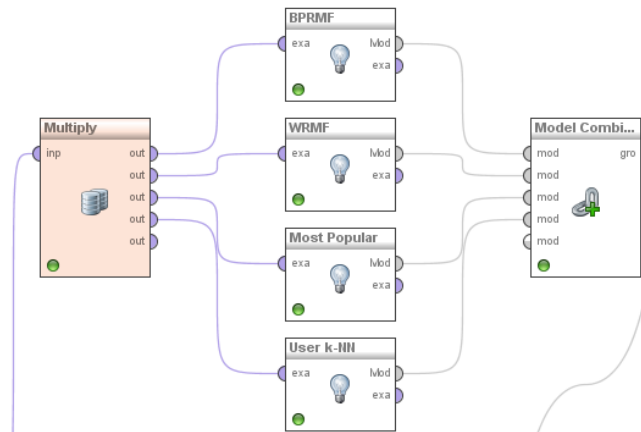 BPRMF
exa Mod
exa
Multiply
inp out
out
out
out
out
WRMF
exa Mod
exa
Model Combi...
mod gro
mod
mod
mod
mod
Most Popular
exa Mod
exa
User k-NN
exa Mod
exa